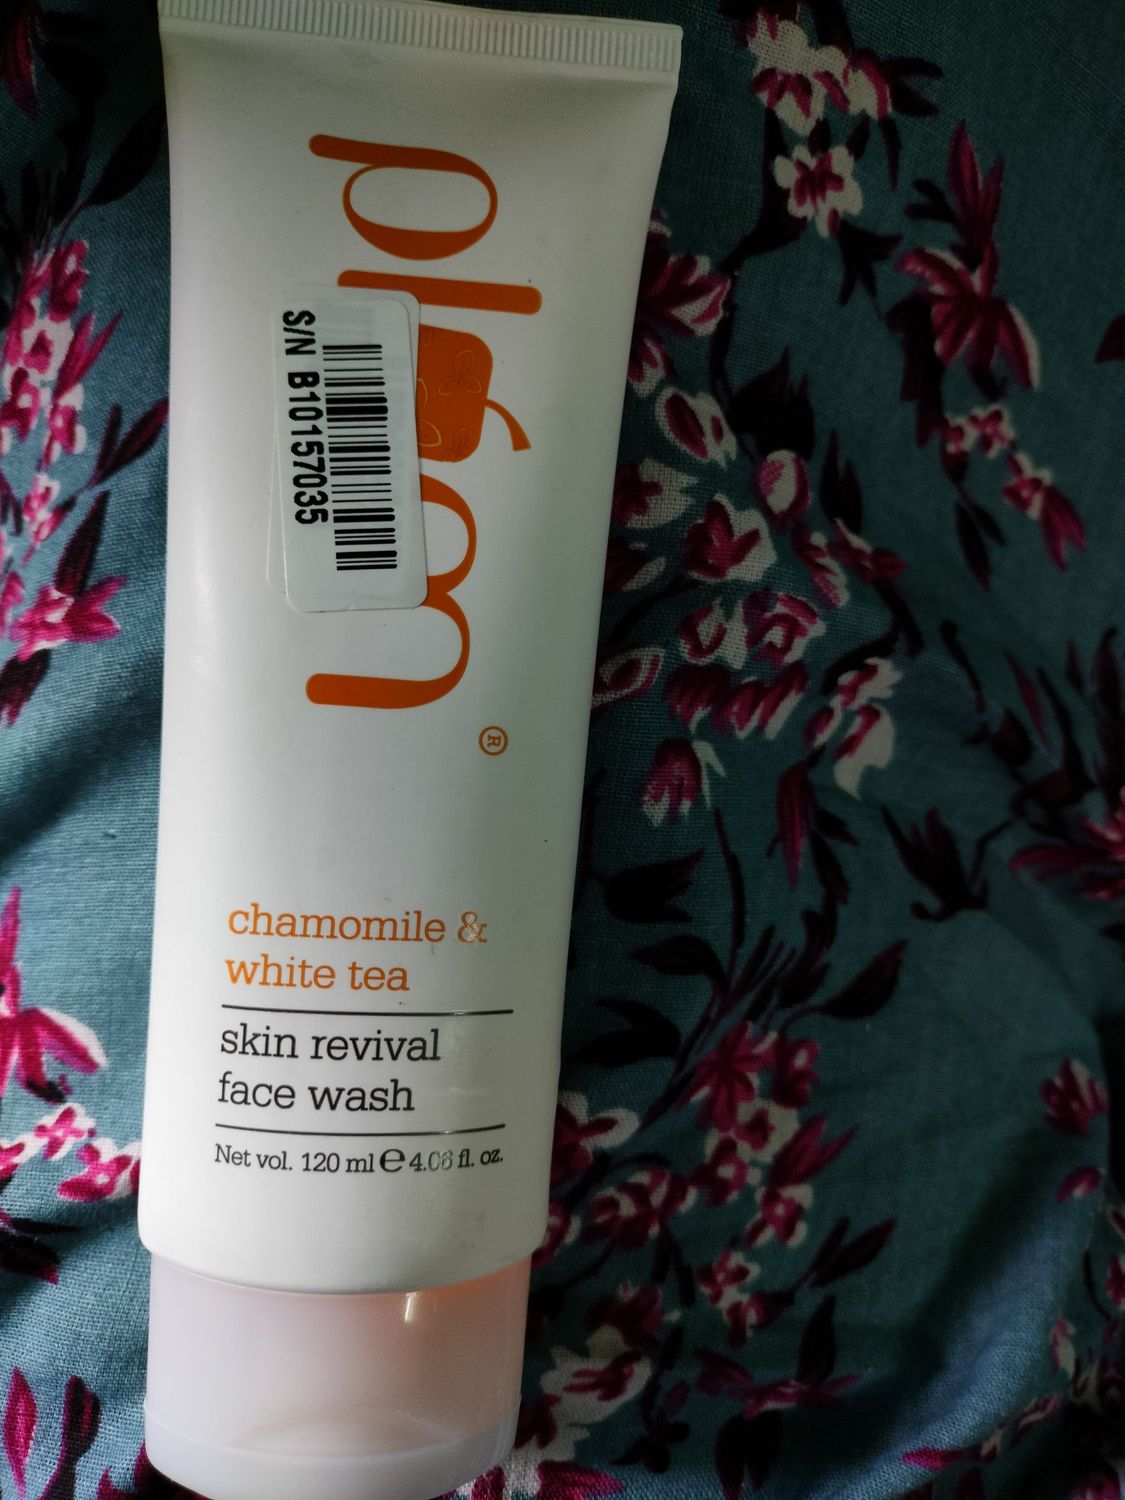 plum
®
S/N B10157035
chamomile &
white tea
skin revival
face wash
Net vol. 120 ml ℮ 4.06 fl. oz.